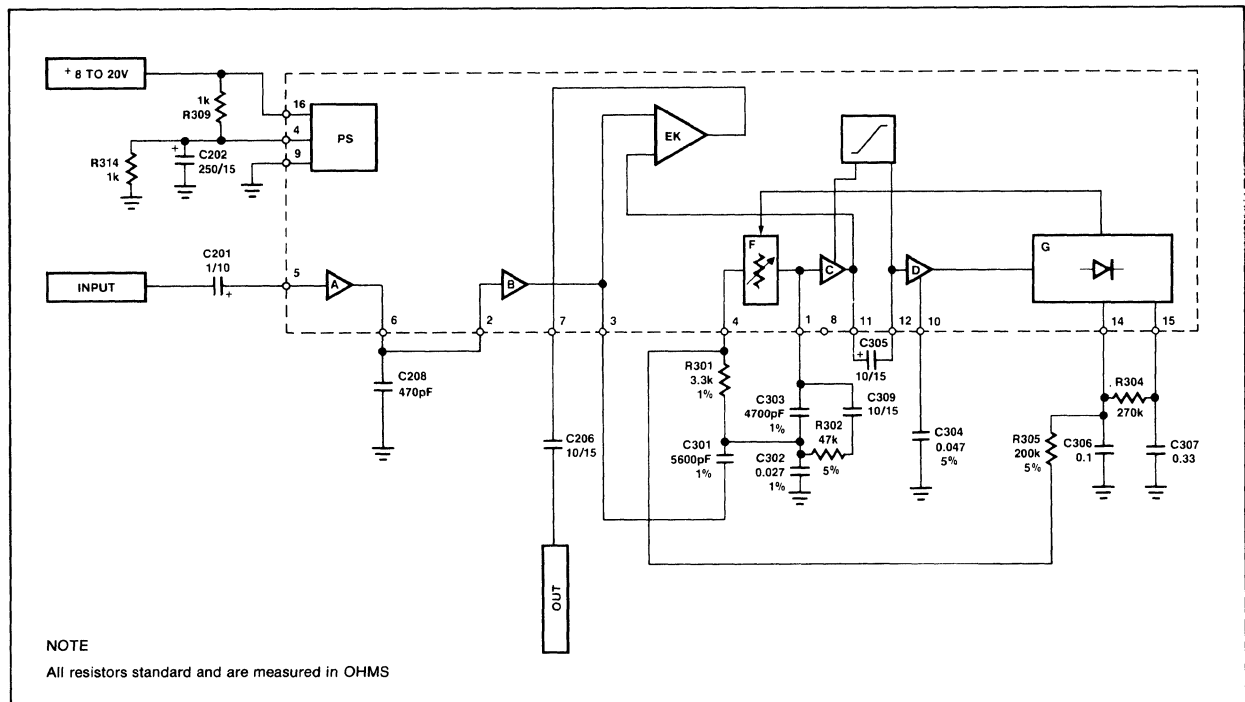 + 8 TO 20V
1k
R309
16
4
9
PS
R314
1k
+
C202
250/15
EK
C201
1/10
+
INPUT
5
A
B
F
C
D
G
6
2
7
3
4
1
8
11
12
10
14
15
C208
470pF
C206
10/15
R301
3.3k
1%
C301
5600pF
1%
C303
4700pF
1%
C302
0.027
1%
R302
47k
5%
C309
10/15
+
C305
10/15
C304
0.047
5%
R304
270k
R305
200k
5%
C306
0.1
C307
0.33
OUT
NOTE
All resistors standard and are measured in OHMS